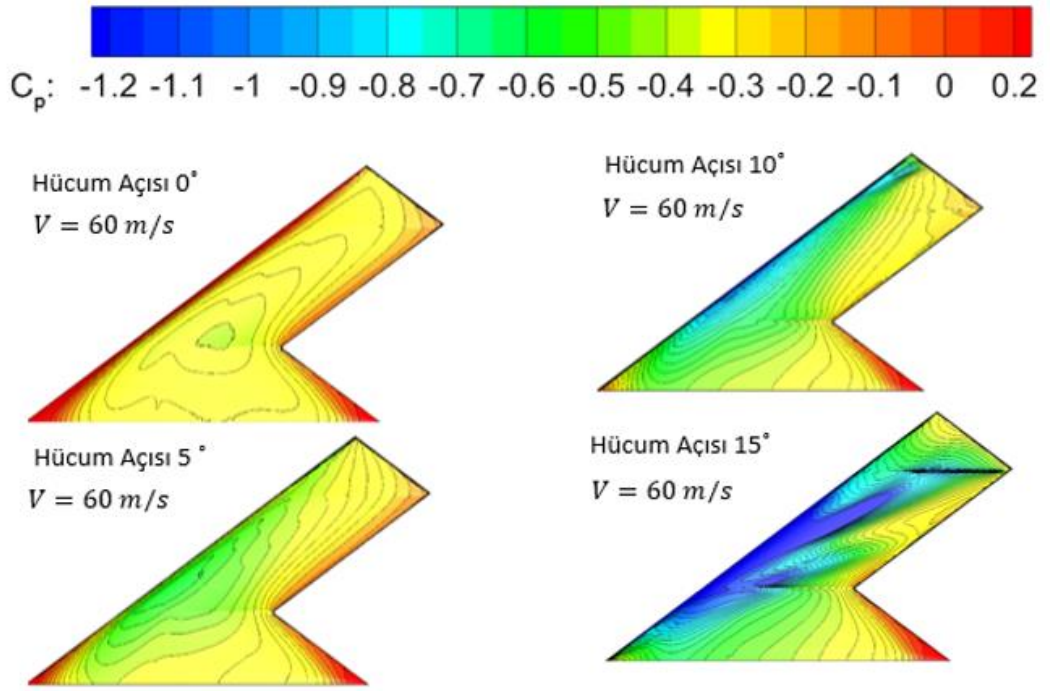 Cp: -1.2 -1.1 -1 -0.9 -0.8 -0.7 -0.6 -0.5 -0.4 -0.3 -0.2 -0.1 0 0.2
Hücum Açısı 0°
V = 60 m/s
Hücum Açısı 10°
V = 60 m/s
Hücum Açısı 5 °
V = 60 m/s
Hücum Açısı 15°
V = 60 m/s